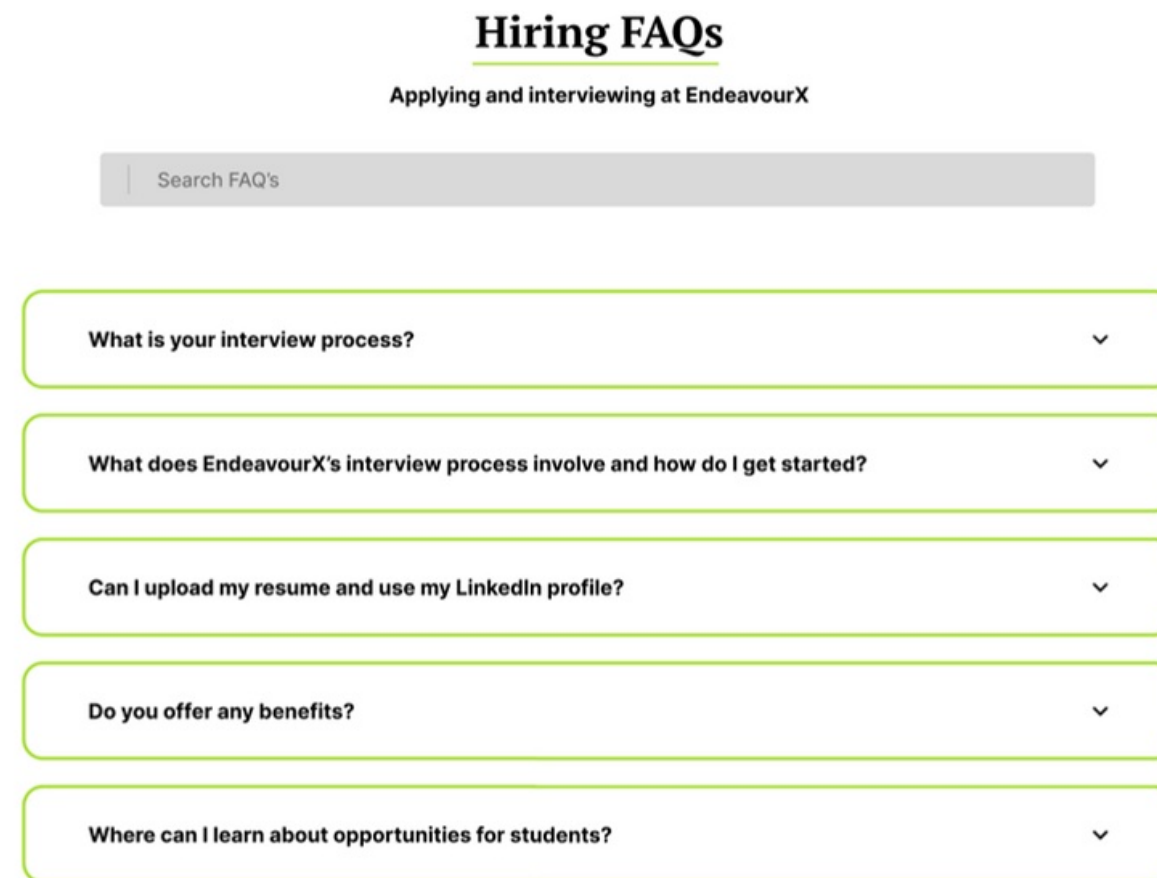 Hiring FAQs
Applying and interviewing at EndeavourX
Search FAQ's
What is your interview process?
What does EndeavourX's interview process involve and how do I get started?
Can I upload my resume and use my LinkedIn profile?
Do you offer any benefits?
Where can I learn about opportunities for students?